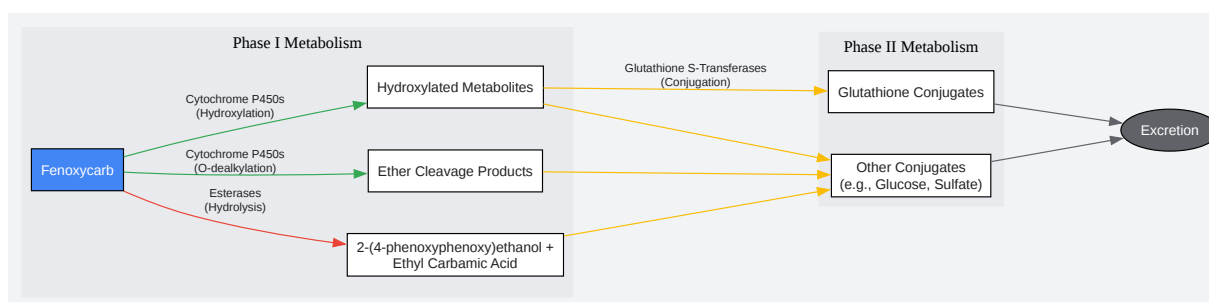 Phase I Metabolism
Phase II Metabolism
Glutathione S-Transferases
(Conjugation)
Hydroxylated Metabolites
Glutathione Conjugates
Cytochrome P450s
(Hydroxylation)
Excretion
Cytochrome P450s
(O-dealkylation)
Fenoxycarb
Ether Cleavage Products
Other Conjugates
(e.g., Glucose, Sulfate)
Esterases
(Hydrolysis)
2-(4-phenoxyphenoxy)ethanol +
Ethyl Carbamic Acid